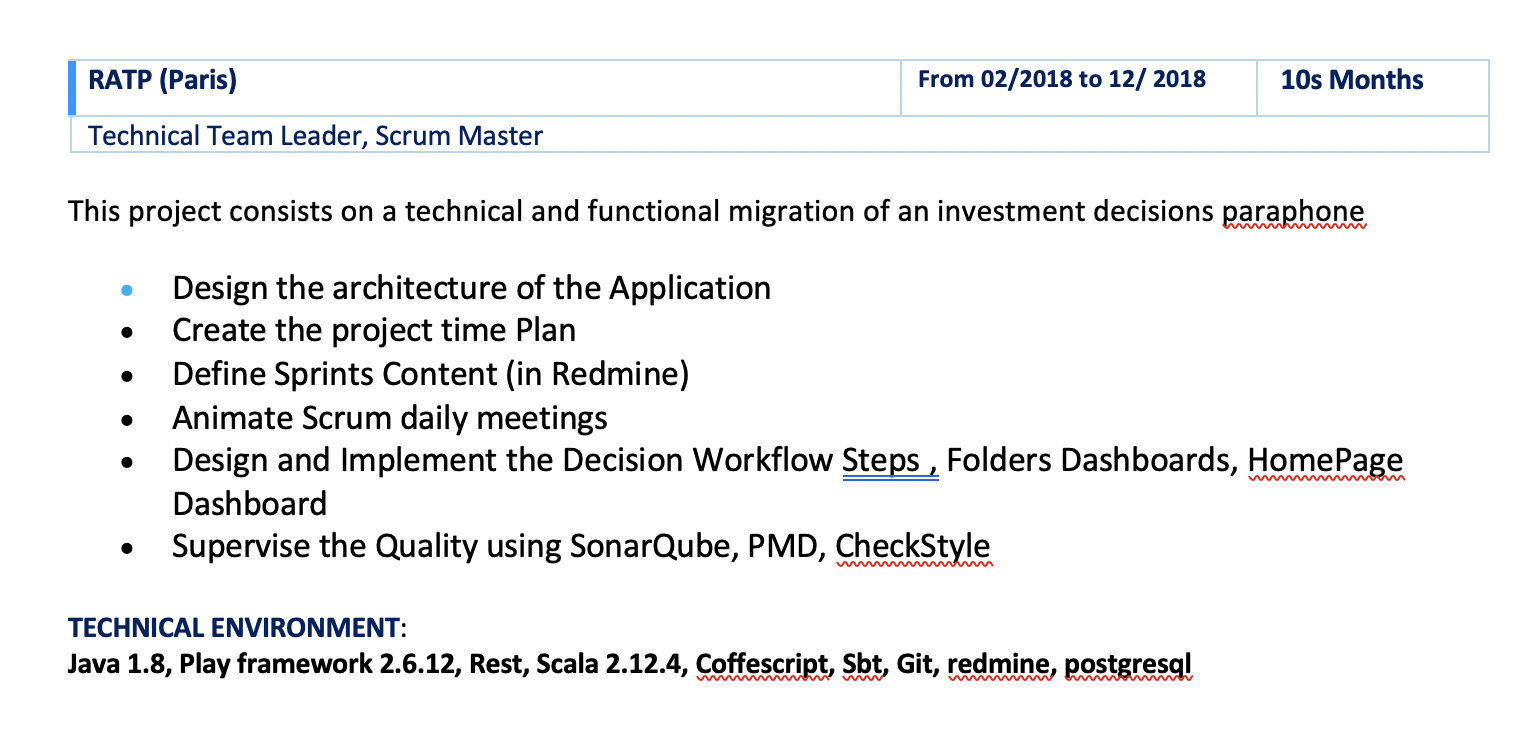 RATP (Paris) From 02/2018 to 12/ 2018 10s Months
Technical Team Leader, Scrum Master
This project consists on a technical and functional migration of an investment decisions paraphone
• Design the architecture of the Application
• Create the project time Plan
• Define Sprints Content (in Redmine)
• Animate Scrum daily meetings
• Design and Implement the Decision Workflow Steps , Folders Dashboards, HomePage
Dashboard
• Supervise the Quality using SonarQube, PMD, CheckStyle
TECHNICAL ENVIRONMENT:
Java 1.8, Play framework 2.6.12, Rest, Scala 2.12.4, Coffescript, Sbt, Git, redmine, postgresql